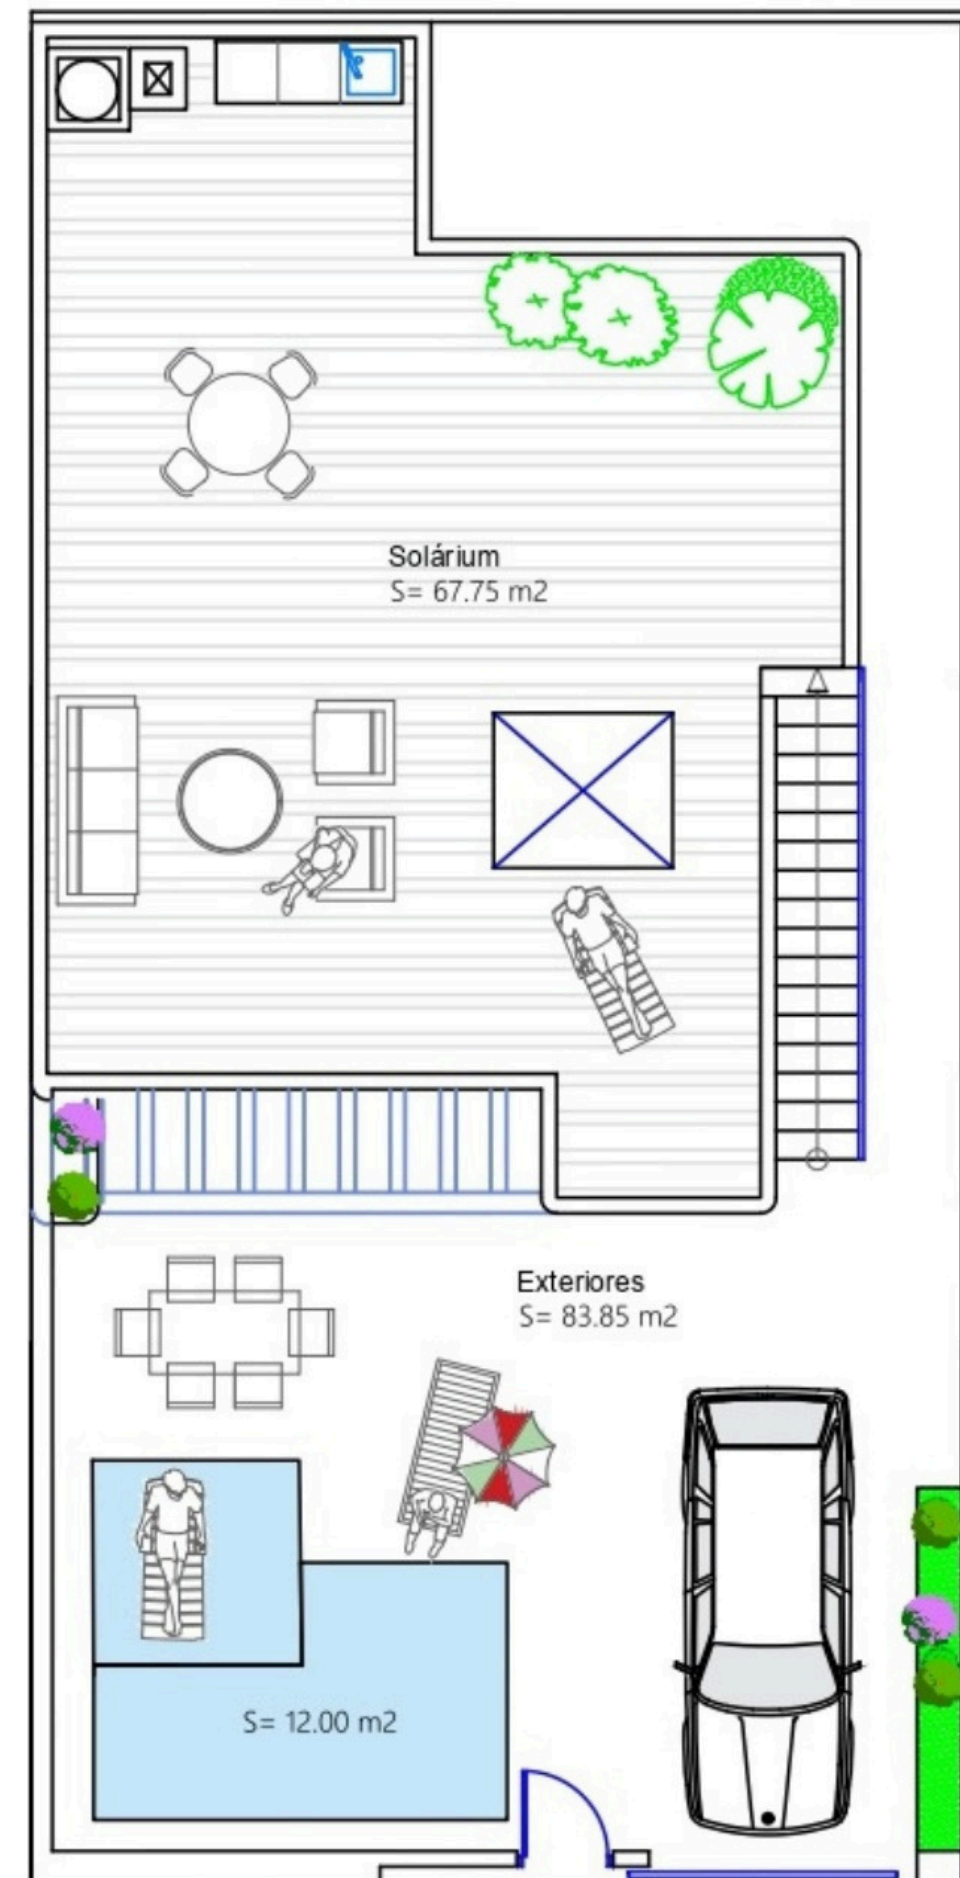 Solárium
S= 67.75 m2
Exteriores
S= 83.85 m2
S= 12.00 m2